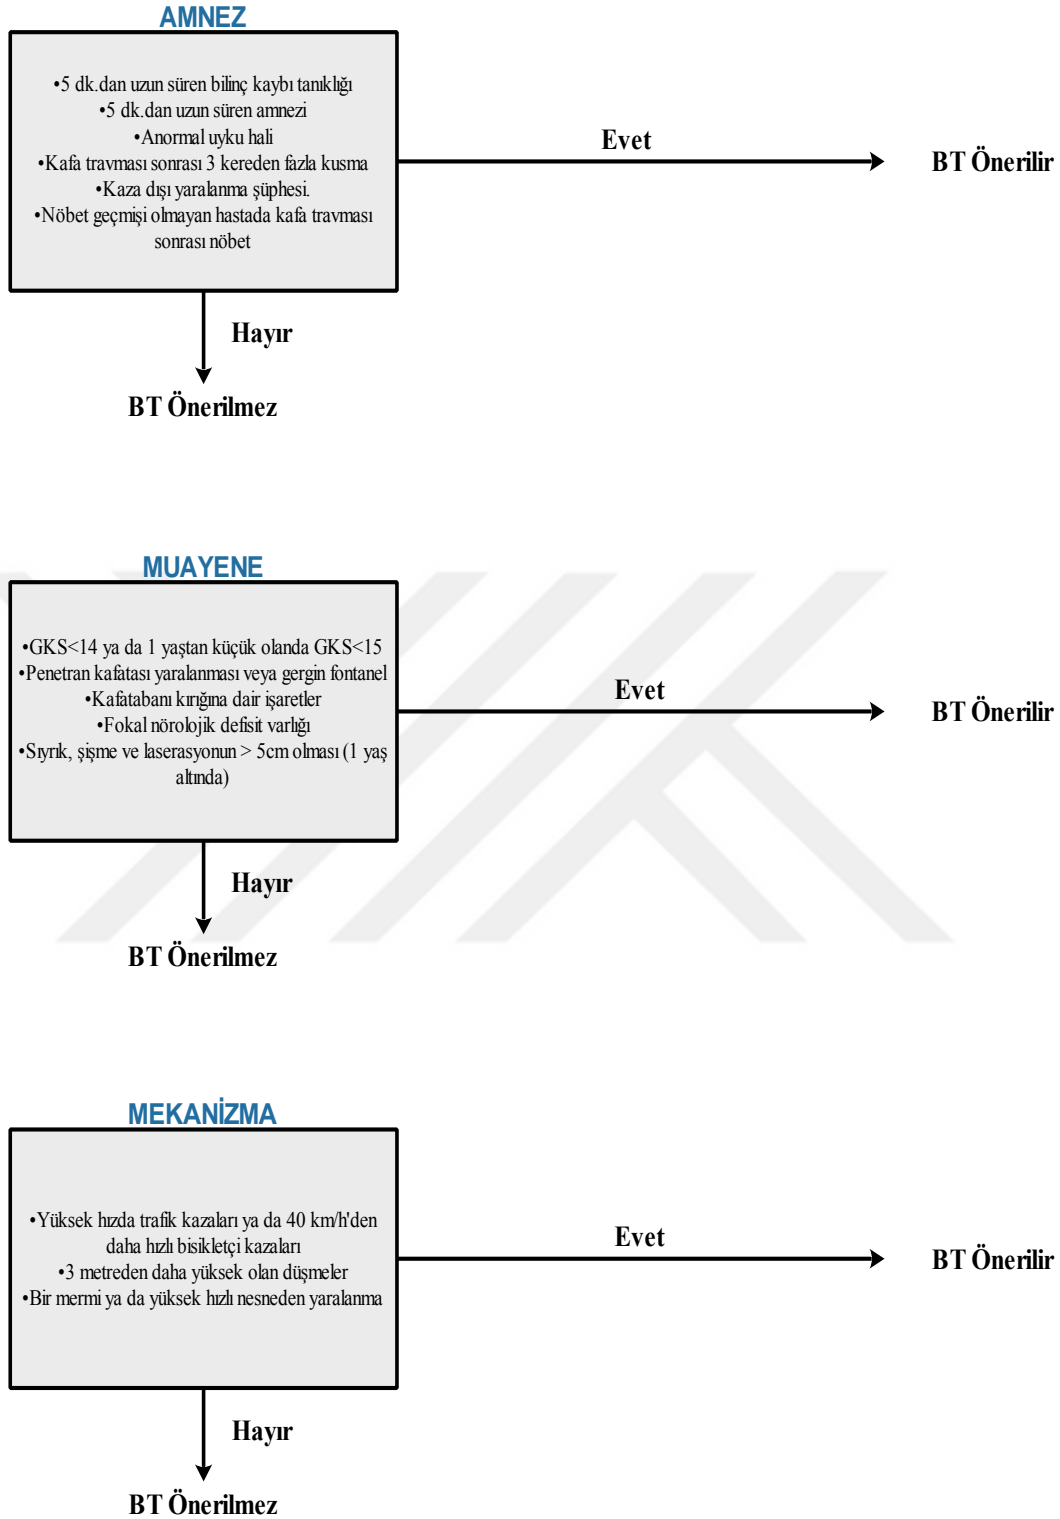 AMNEZ
•5 dk.dan uzun süren bilinç kaybı tanıklığı
•5 dk.dan uzun süren amnezi
•Anormal uyku hali
•Kafa travması sonrası 3 kereden fazla kusma
•Kaza dışı yaralanma şüphesi.
•Nöbet geçmişi olmayan hastada kafa travması
sonrası nöbet
Evet
BT Önerilir
Hayır
BT Önerilmez
MUAYENE
•GKS<14 ya da 1 yaştan küçük olanda GKS<15
•Penetran kafatası yaralanması veya gergin fontanel
•Kafatabanı kırığına dair işaretler
•Fokal nörolojik defisit varlığı
•Sıyrık, şişme ve laserasyonun > 5cm olması (1 yaş
altında)
Evet
BT Önerilir
Hayır
BT Önerilmez
MEKANİZMA
•Yüksek hızda trafik kazaları ya da 40 km/h'den
daha hızlı bisikletçi kazaları
•3 metreden daha yüksek olan düşmeler
•Bir mermi ya da yüksek hızlı nesneden yaralanma
Evet
BT Önerilir
Hayır
BT Önerilmez